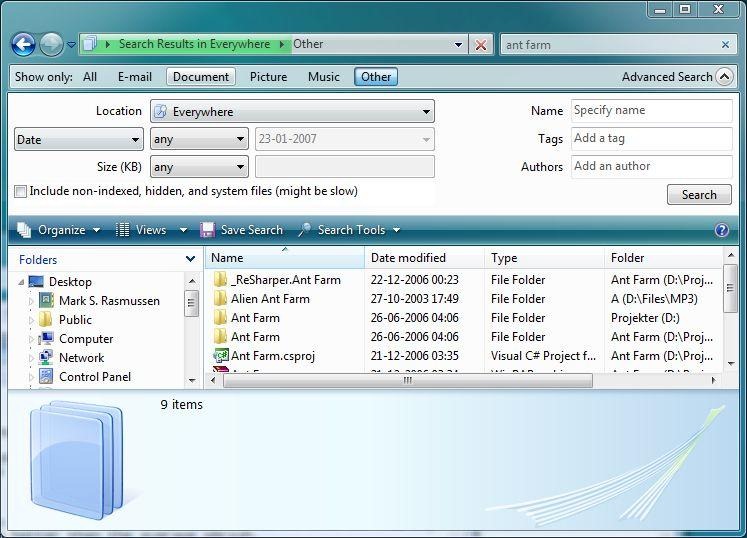 Search Results in Everywhere Other
ant farm
Show only: All E-mail Document Picture Music Other Advanced Search
Location Everywhere Name Specify name
Date any 23-01-2007 Tags Add a tag
Size (KB) any Authors Add an author
Include non-indexed, hidden, and system files (might be slow) Search
Organize Views Save Search Search Tools ?
Folders Name Date modified Type Folder
Desktop _ReSharper.Ant Farm 22-12-2006 00:23 File Folder Ant Farm (D:\Proj...
Mark S. Rasmussen Alien Ant Farm 27-10-2003 17:49 File Folder A (D:\Files\MP3)
Public Ant Farm 26-06-2006 04:06 File Folder Projekter (D:)
Computer Ant Farm 26-06-2006 04:06 File Folder Ant Farm (D:\Proj...
Network Ant Farm.csproj 21-12-2006 03:35 Visual C# Project f... Ant Farm (D:\Proj...
Control Panel
9 items